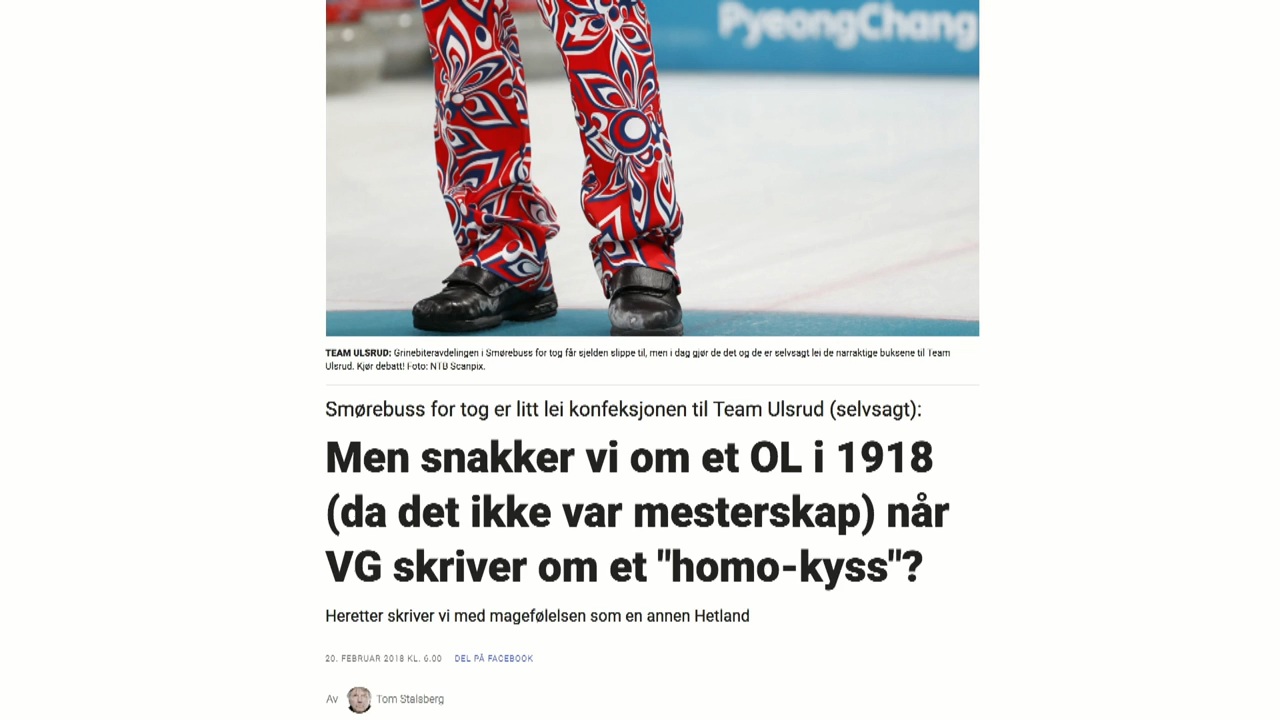 PyeongChang
TEAM ULSRUD: Grinebiteravdelingen i Smørebuss for tog får sjelden slippe til, men i dag gjør de det og de er selvsagt lei de narraktige buksene til Team
Ulsrud. Kjør debatt! Foto: NTB Scanpix.
Smørebuss for tog er litt lei konfeksjonen til Team Ulsrud (selvsagt):
Men snakker vi om et OL i 1918
(da det ikke var mesterskap) når
VG skriver om et "homo-kyss"?
Heretter skriver vi med magefølelsen som en annen Hetland
20. FEBRUAR 2018 KL. 6.00 DEL PÅ FACEBOOK
Av Tom Stalsberg